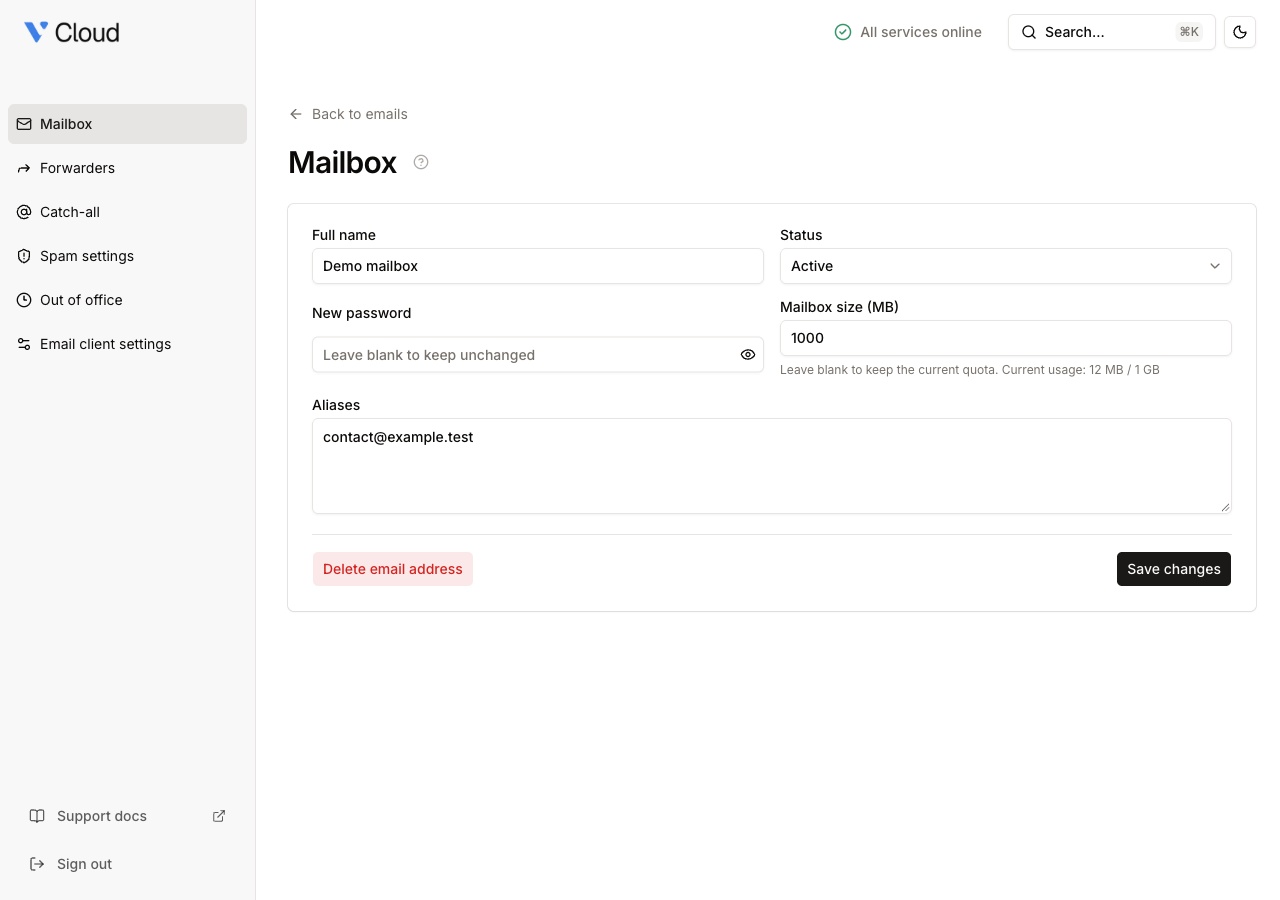 Cloud
All services online
Search...
⌘K
Mailbox
Forwarders
Catch-all
Spam settings
Out of office
Email client settings
Support docs
Sign out
Back to emails
Mailbox
Full name
Demo mailbox
Status
Active
New password
Leave blank to keep unchanged
Mailbox size (MB)
1000
Leave blank to keep the current quota. Current usage: 12 MB / 1 GB
Aliases
contact@example.test
Delete email address
Save changes